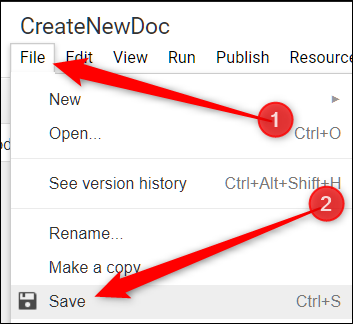 CreateNewDoc
File Edit View Run Publish
New
1
Open... Ctrl+O
See version history Ctrl+Alt+Shift+H
2
Rename...
Make a copy
Save Ctrl+S